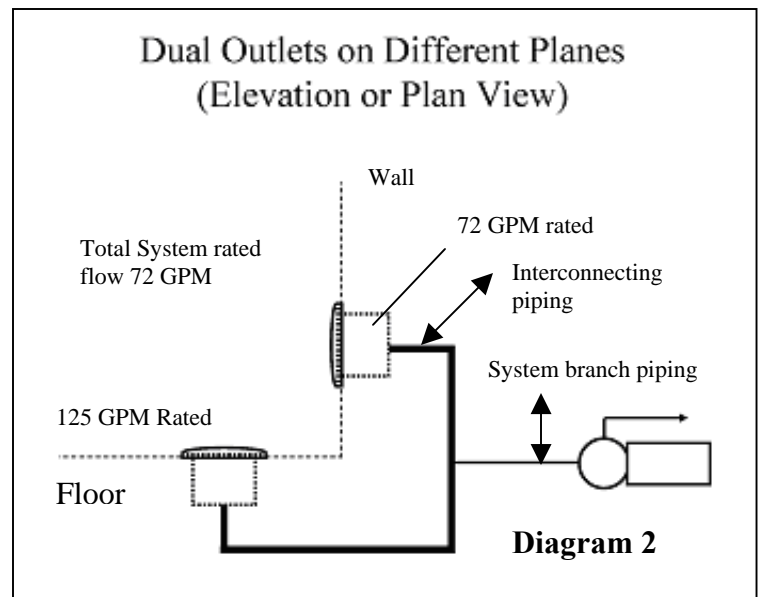 Dual Outlets on Different Planes
(Elevation or Plan View)
Wall
72 GPM rated
Total System rated
flow 72 GPM
Interconnecting
piping
System branch piping
125 GPM Rated
Floor
Diagram 2